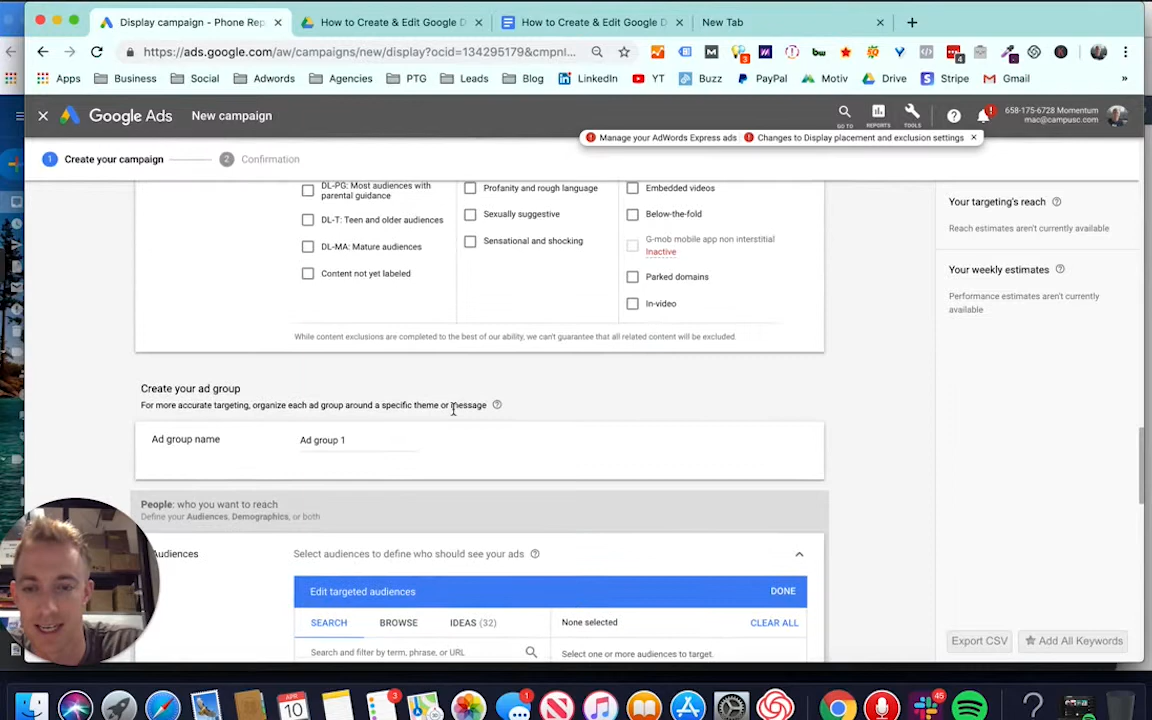 Display campaign - Phone Rep
How to Create & Edit Google D
How to Create & Edit Google D
New Tab
https://ads.google.com/aw/campaigns/new/display?ocid=134295179&cmpnl...
Apps Business Social Adwords Agencies PTG Leads Blog LinkedIn YT Buzz PayPal Motiv Drive Stripe Gmail »
Google Ads New campaign
GO TO REPORTS TOOLS
658-175-6728 Momentum
mac@campusc.com
Manage your AdWords Express ads Changes to Display placement and exclusion settings
1 Create your campaign 2 Confirmation
DL-PG: Most audiences with
parental guidance
DL-T: Teen and older audiences
DL-MA: Mature audiences
Content not yet labeled
Profanity and rough language
Sexually suggestive
Sensational and shocking
Embedded videos
Below-the-fold
G-mob mobile app non interstitial
Inactive
Parked domains
In-video
While content exclusions are completed to the best of our ability, we can't guarantee that all related content will be excluded.
Your targeting's reach
Reach estimates aren't currently available
Your weekly estimates
Performance estimates aren't currently
available
Create your ad group
For more accurate targeting, organize each ad group around a specific theme or message
Ad group name Ad group 1
People: who you want to reach
Define your Audiences, Demographics, or both
Audiences Select audiences to define who should see your ads
Edit targeted audiences DONE
SEARCH BROWSE IDEAS (32) None selected CLEAR ALL
Search and filter by term, phrase, or URL Select one or more audiences to target.
Export CSV Add All Keywords
APR
10
3
1
45